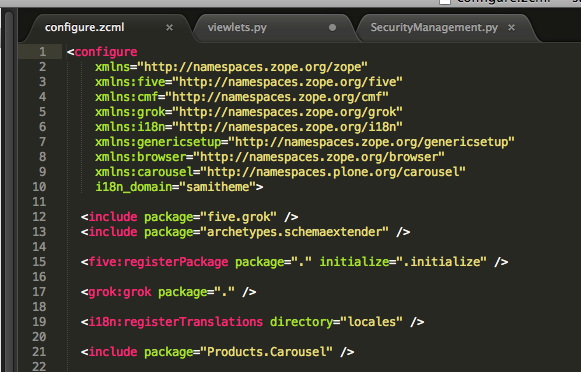 configure.zcml
configure.zcml × viewlets.py SecurityManagement.py ×
1 <configure
2 xmlns="http://namespaces.zope.org/zope"
3 xmlns:five="http://namespaces.zope.org/five"
4 xmlns:cmf="http://namespaces.zope.org/cmf"
5 xmlns:grok="http://namespaces.zope.org/grok"
6 xmlns:i18n="http://namespaces.zope.org/i18n"
7 xmlns:genericsetup="http://namespaces.zope.org/genericsetup"
8 xmlns:browser="http://namespaces.zope.org/browser"
9 xmlns:carousel="http://namespaces.plone.org/carousel"
10 i18n_domain="samitheme">
11
12 <include package="five.grok" />
13 <include package="archetypes.schemaextender" />
14
15 <five:registerPackage package="." initialize=".initialize" />
16
17 <grok:grok package="." />
18
19 <i18n:registerTranslations directory="locales" />
20
21 <include package="Products.Carousel" />
22